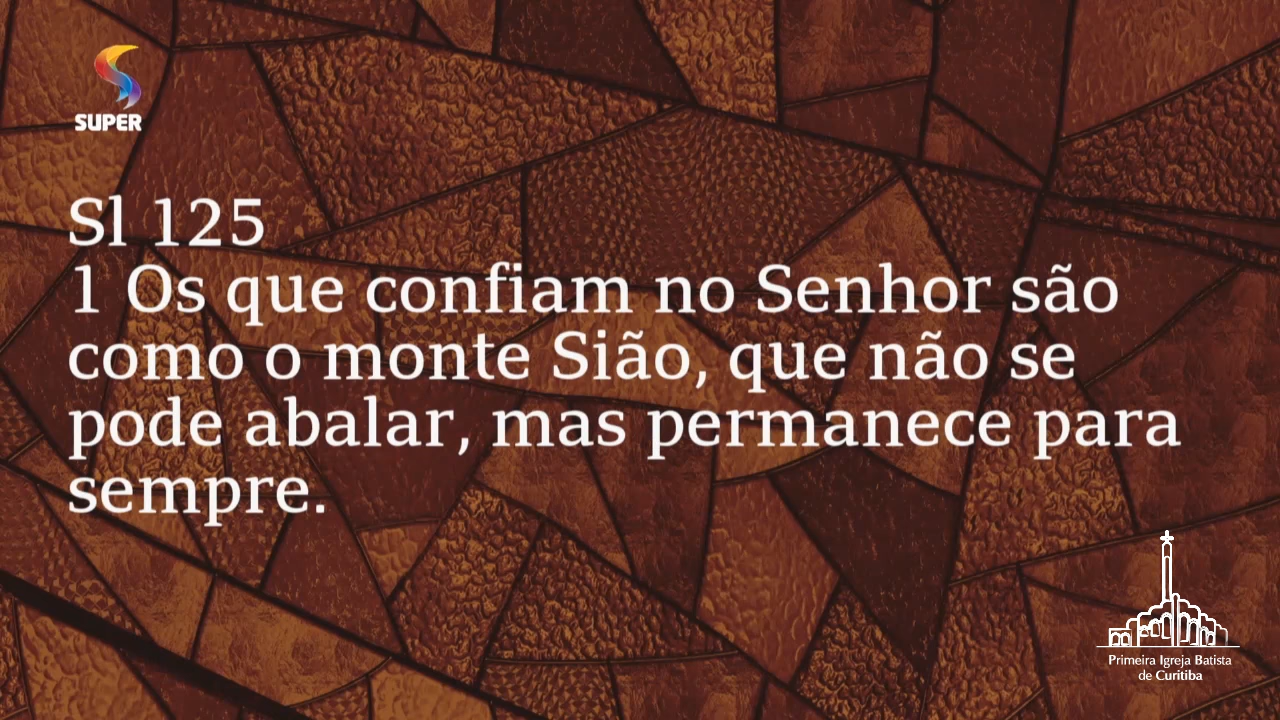 SUPER
Sl 125
1 Os que confiam no Senhor são
como o monte Sião, que não se
pode abalar, mas permanece para
sempre.
Primeira Igreja Batista
de Curitiba